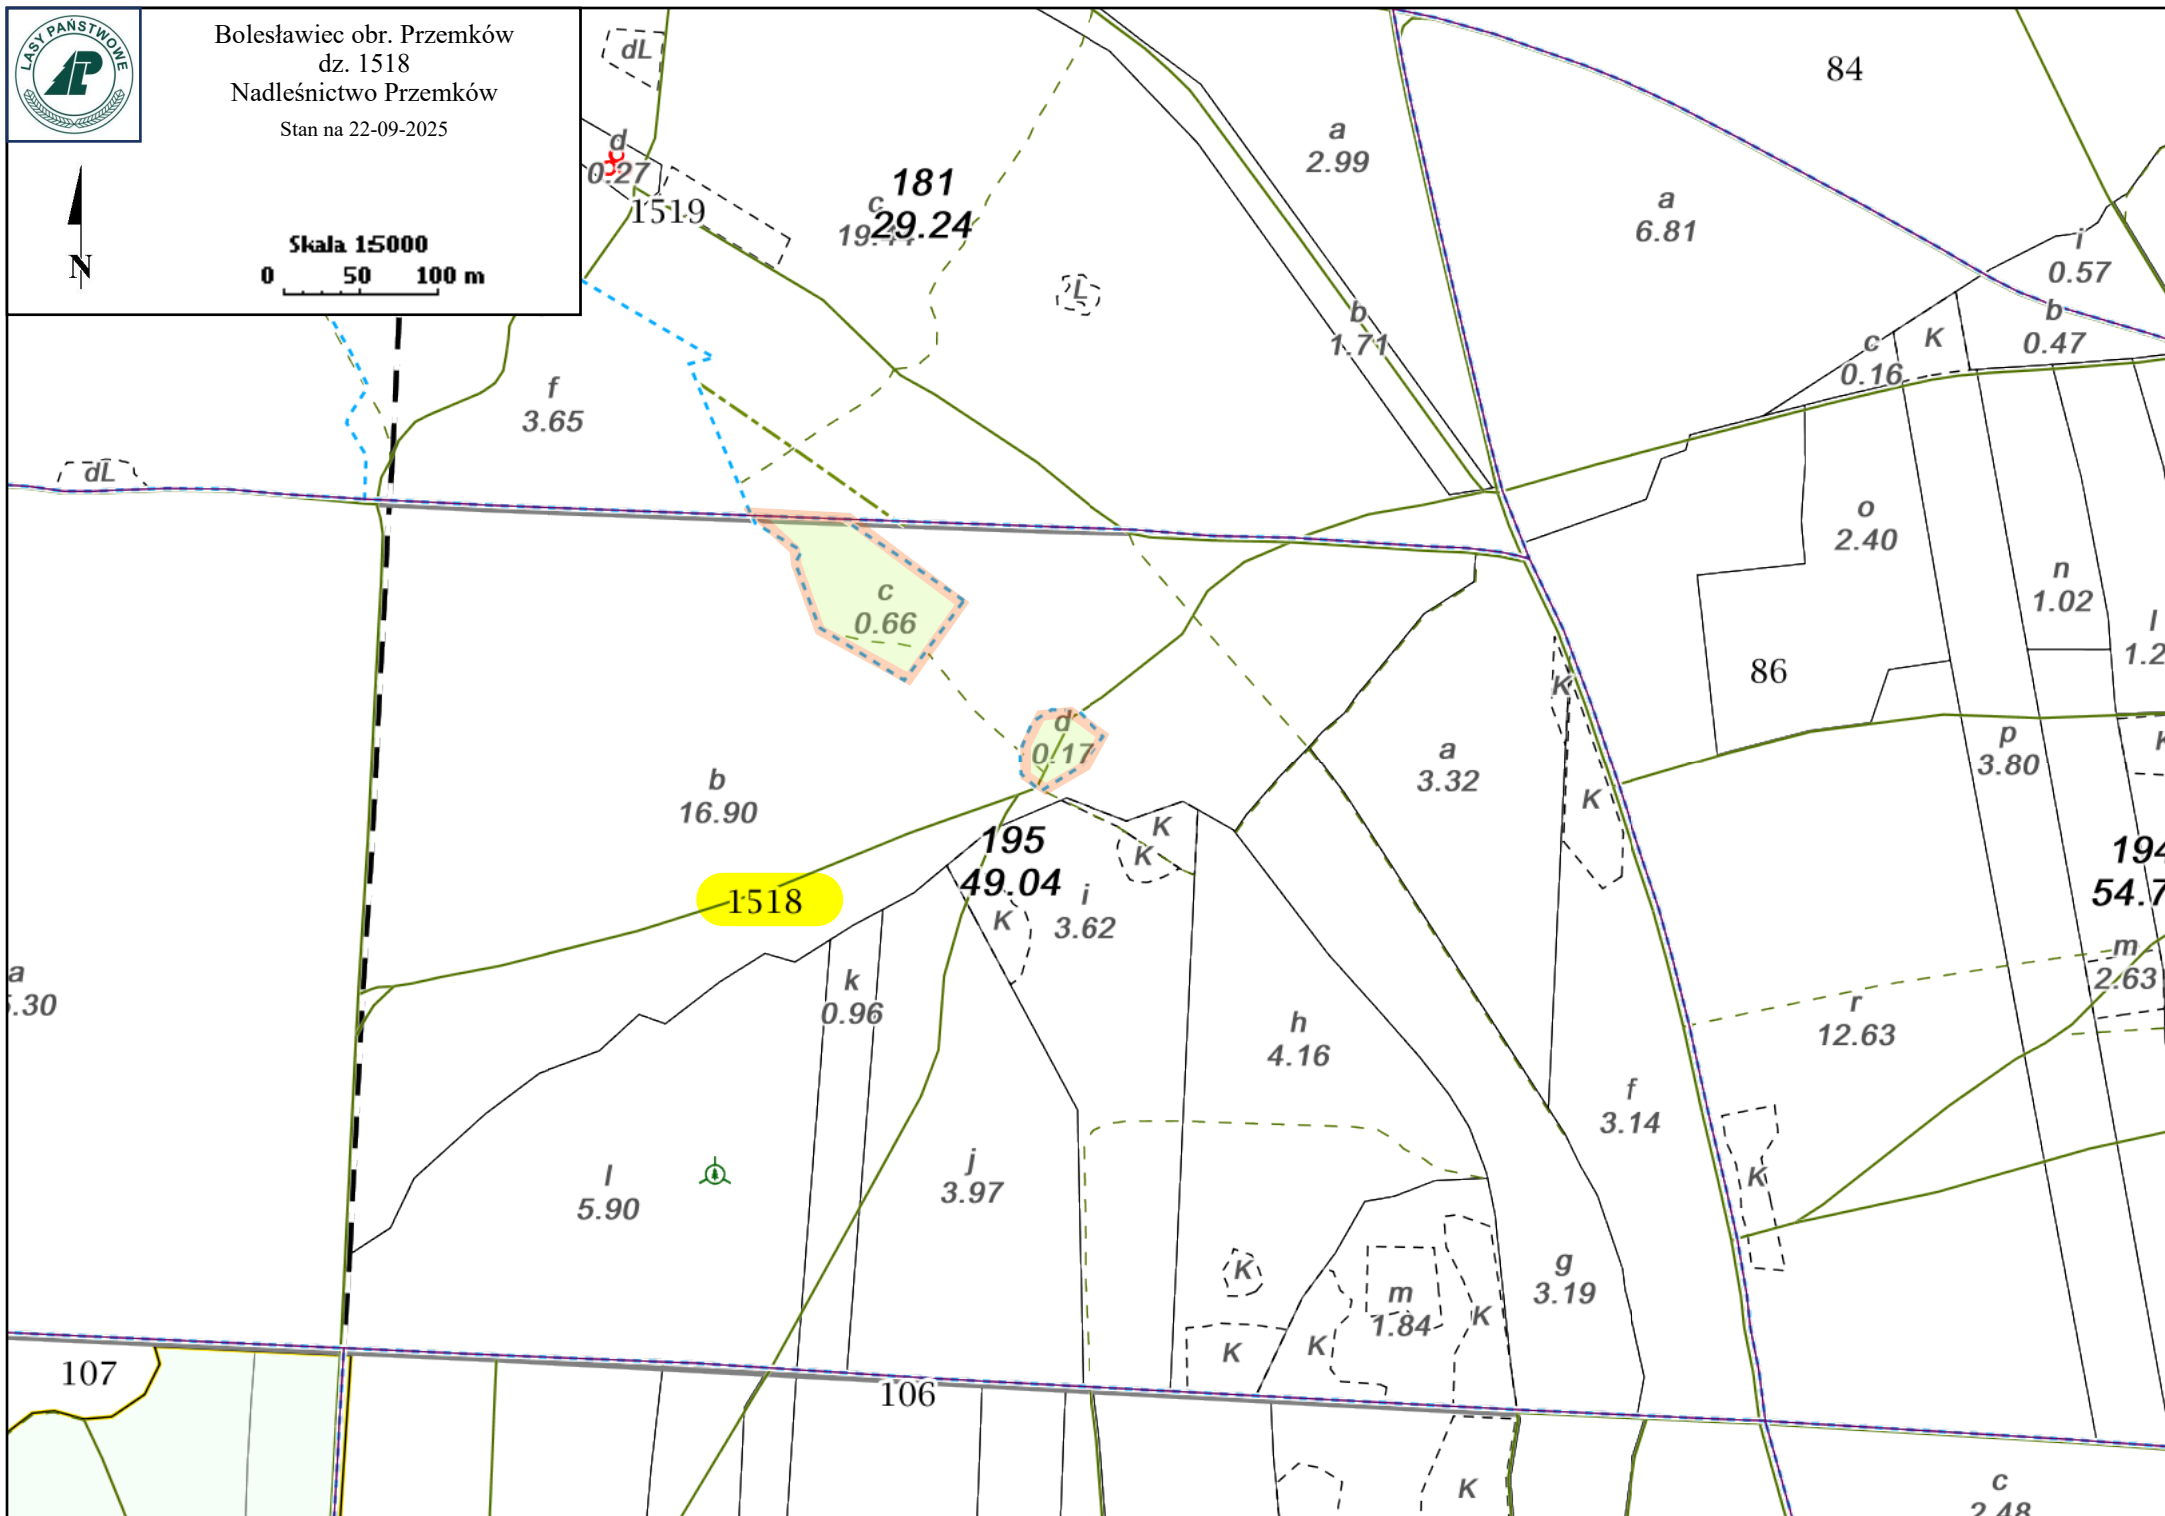 LASY PAŃSTWOWE
Bolesławiec obr. Przemków
dz. 1518
Nadleśnictwo Przemków
Stan na 22-09-2025
N
Skala 1:5000
0 50 100 m
dL
d
0.27
1519
181
29.24
c
L
a
2.99
84
a
6.81
i
0.57
b
0.47
K
c
0.16
b
1.71
f
3.65
dL
o
2.40
n
1.02
l
c
0.66
86
d
0.17
K
a
3.32
p
3.80
K
b
16.90
K
K
K
195
49.04
i
3.62
K
1518
k
0.96
a
h
4.16
m
2.63
r
12.63
f
3.14
j
3.97
l
5.90
K
g
3.19
K
m
1.84
K
K
K
107
106
K
c